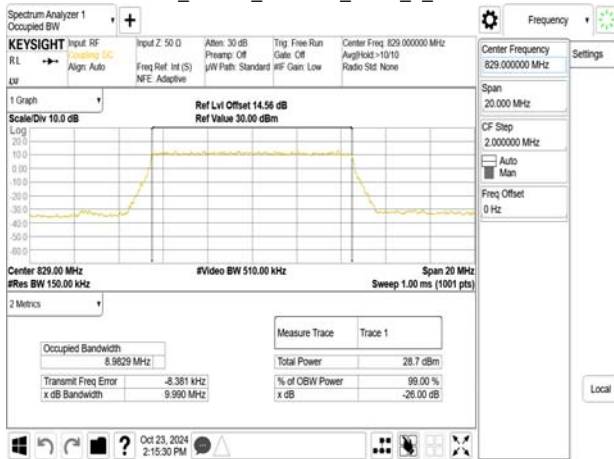 Spectrum Analyzer 1
Occupied BW
Frequency
KEYSIGHT
RL
Input: RF
Coupling: DC
Align: Auto
Input Z: 50 Ω
Freq Ref: Int (S)
NFE: Adaptive
Atten: 30 dB
Preamp: Off
µW Path: Standard
Trig: Free Run
Gate: Off
#IF Gain: Low
Center Freq: 829.000000 MHz
Avg|Hold:>10/10
Radio Std: None
Center Frequency
829.000000 MHz
Settings
Span
20.000 MHz
CF Step
2.000000 MHz
Auto
Man
Freq Offset
0 Hz
Local
1 Graph
Scale/Div 10.0 dB
Ref Lvl Offset 14.56 dB
Ref Value 30.00 dBm
Log
20.0
10.0
0.00
-10.0
-20.0
-30.0
-40.0
-50.0
-60.0
Center 829.00 MHz
#Res BW 150.00 kHz
#Video BW 510.00 kHz
Span 20 MHz
Sweep 1.00 ms (1001 pts)
2 Metrics
Measure Trace Trace 1
Occupied Bandwidth
8.9829 MHz
Total Power 28.7 dBm
Transmit Freq Error -8.381 kHz
% of OBW Power 99.00 %
x dB Bandwidth 9.990 MHz
x dB -26.00 dB
Oct 23, 2024
2:15:30 PM